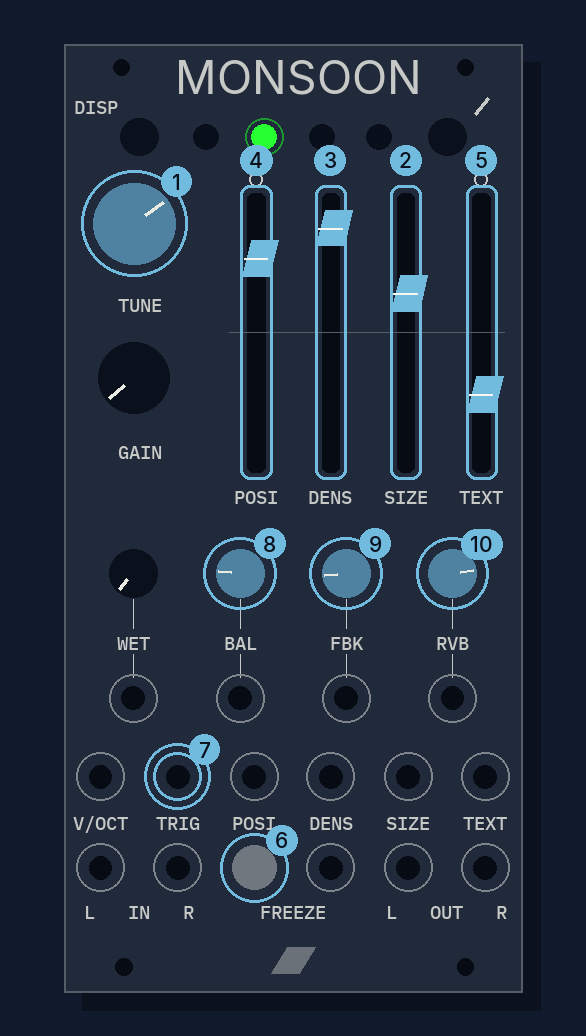 MONSOON
DISP
4 3 2 5
1
TUNE
GAIN
POSI DENS SIZE TEXT
8 9 10
WET BAL FBK RVB
7
V/OCT TRIG POSI DENS SIZE TEXT
6
L IN R FREEZE L OUT R